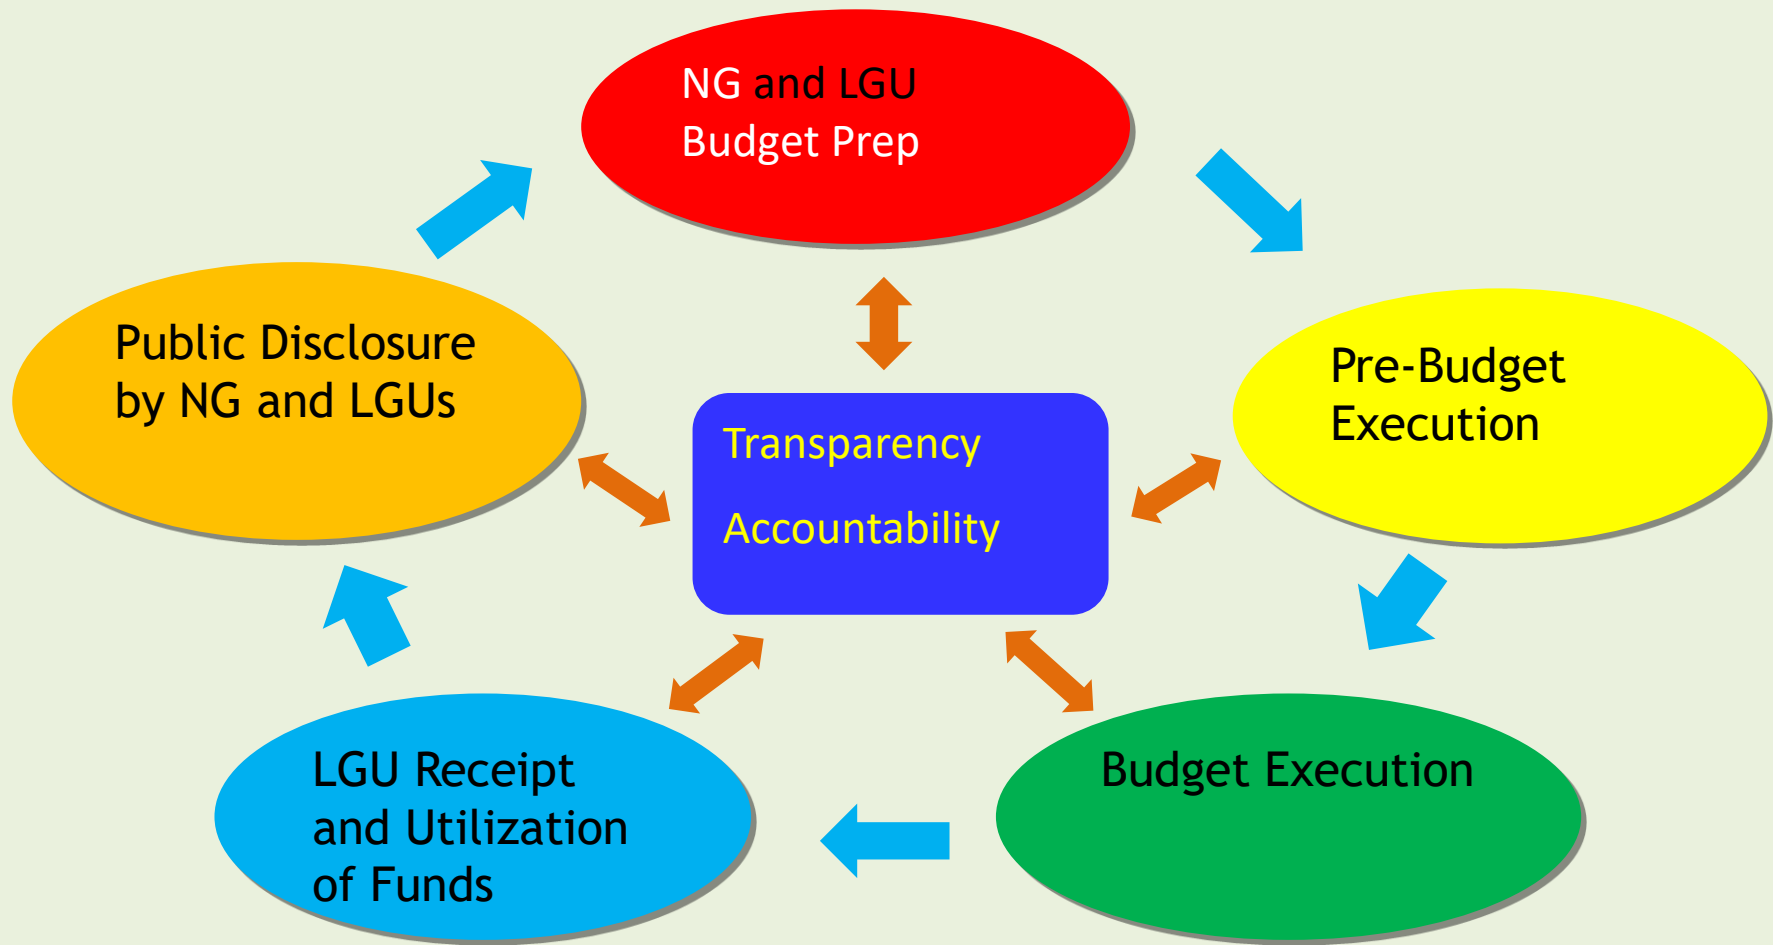 NG and LGU
Budget Prep
Public Disclosure
by NG and LGUs
Pre-Budget
Execution
Transparency
Accountability
LGU Receipt
and Utilization
of Funds
Budget Execution